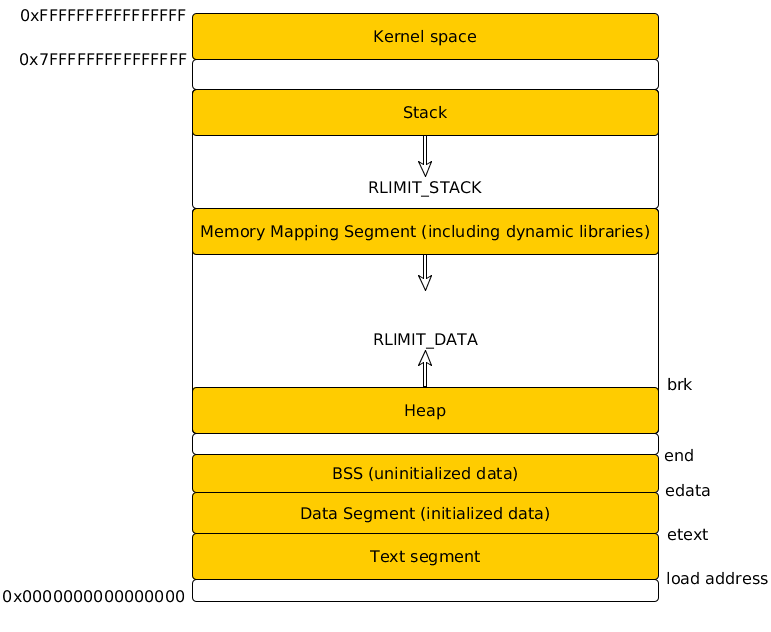 0xFFFFFFFFFFFFFFFF
Kernel space
0x7FFFFFFFFFFFFFFF
Stack
RLIMIT_STACK
Memory Mapping Segment (including dynamic libraries)
RLIMIT_DATA
brk
Heap
end
BSS (uninitialized data)
edata
Data Segment (initialized data)
etext
Text segment
load address
0x0000000000000000